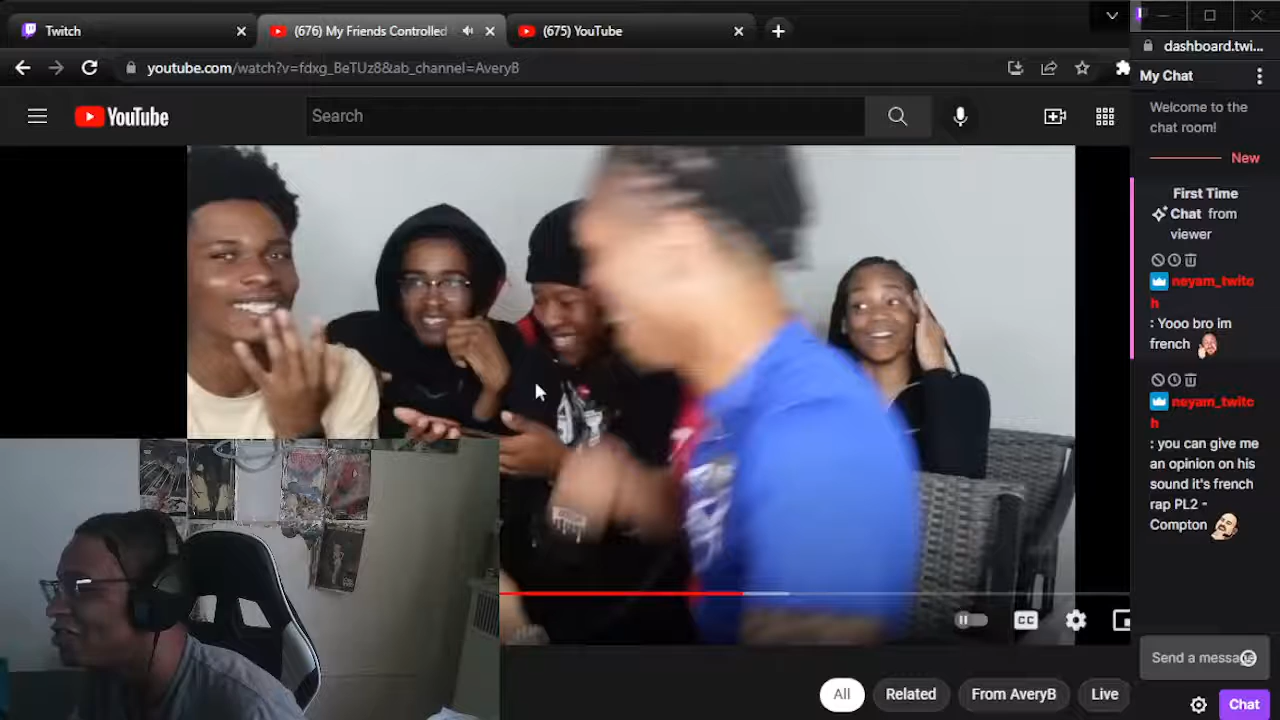 Twitch
(676) My Friends Controlled
(675) YouTube
youtube.com/watch?v=fdxg_BeTUz8&ab_channel=AveryB
dashboard.twi...
YouTube
Search
My Chat
Welcome to the
chat room!
New
First Time
Chat from
viewer
neyam_twitc
h
: Yooo bro im
french
neyam_twitc
h
: you can give me
an opinion on his
sound it's french
rap PL2 -
Compton
CC
Send a messag
All
Related
From AveryB
Live
Chat